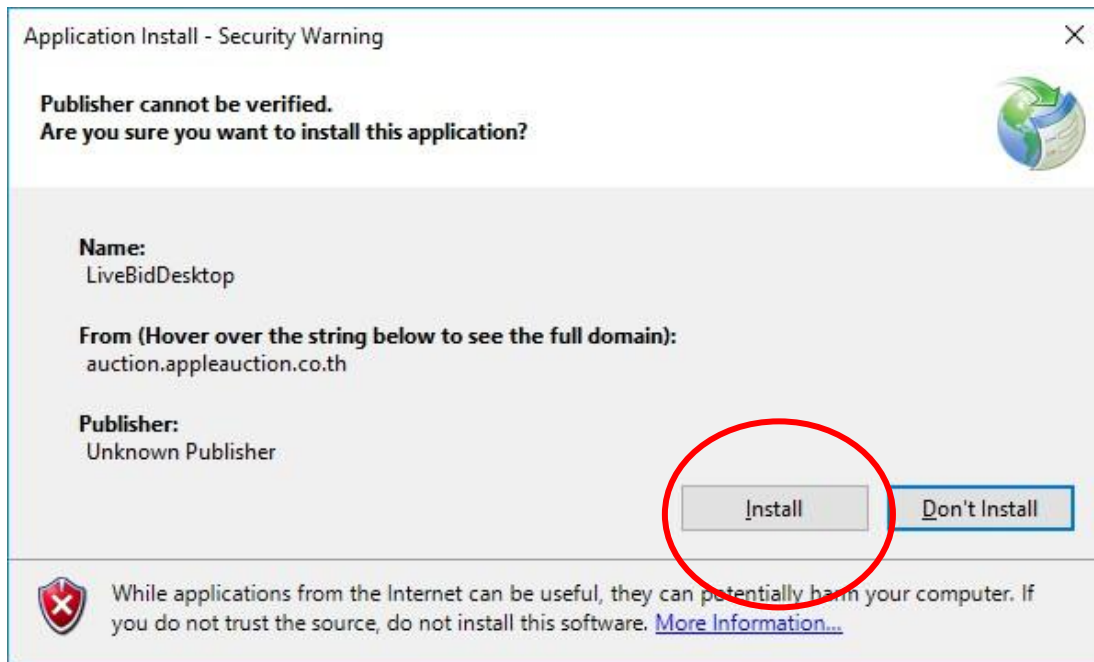 Application Install - Security Warning
Publisher cannot be verified.
Are you sure you want to install this application?
Name:
LiveBidDesktop
From (Hover over the string below to see the full domain):
auction.appleauction.co.th
Publisher:
Unknown Publisher
Install
Don't Install
While applications from the Internet can be useful, they can potentially harm your computer. If
you do not trust the source, do not install this software. More Information...